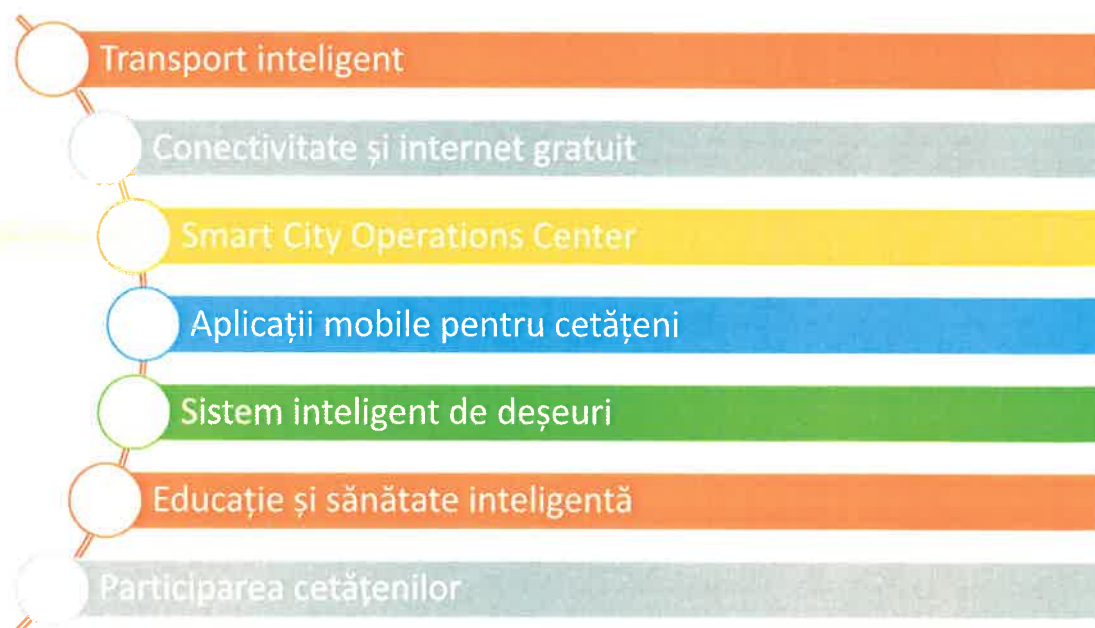 Transport inteligent
Conectivitate și internet gratuit
Smart City Operations Center
Aplicații mobile pentru cetățeni
Sistem inteligent de deșeuri
Educație și sănătate inteligentă
Participarea cetățenilor